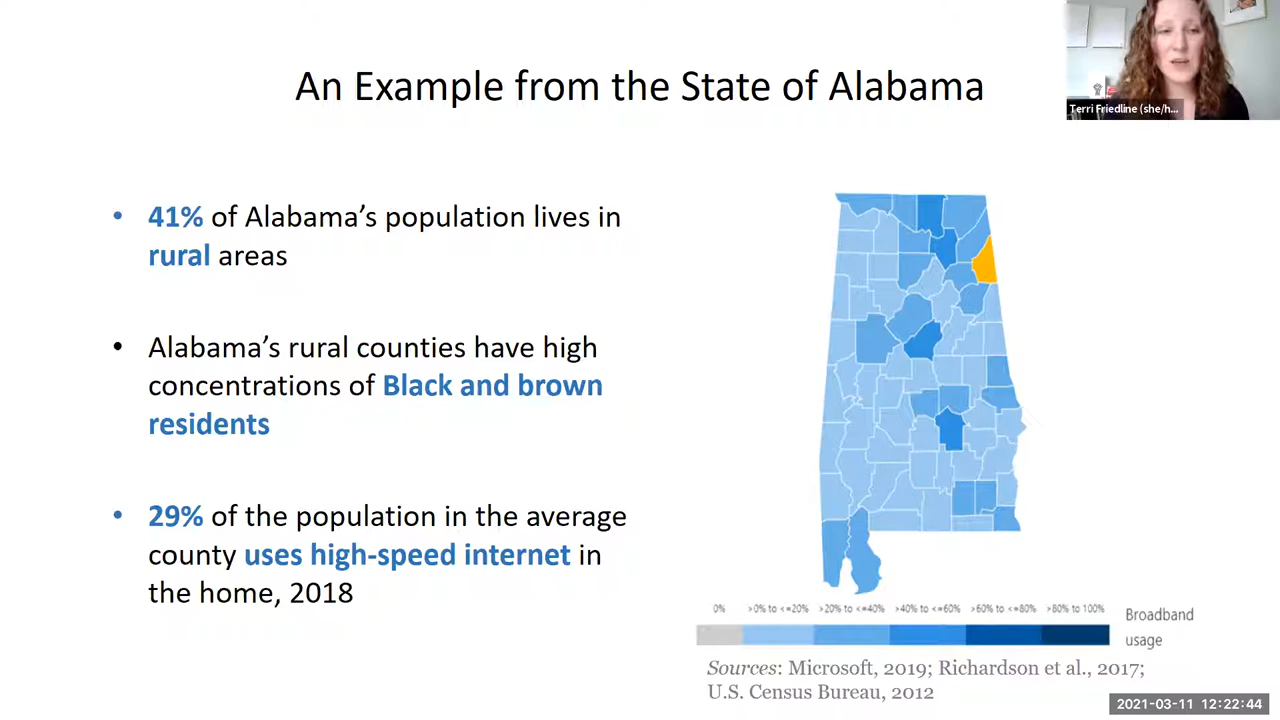 An Example from the State of Alabama
Terri Friedline (she/h...
• 41% of Alabama’s population lives in
rural areas
• Alabama’s rural counties have high
concentrations of Black and brown
residents
• 29% of the population in the average
county uses high-speed internet in
the home, 2018
0% >0% to <=20% >20% to <=40% >40% to <=60% >60% to <=80% >80% to 100%
Broadband
usage
Sources: Microsoft, 2019; Richardson et al., 2017;
U.S. Census Bureau, 2012
2021-03-11 12:22:44